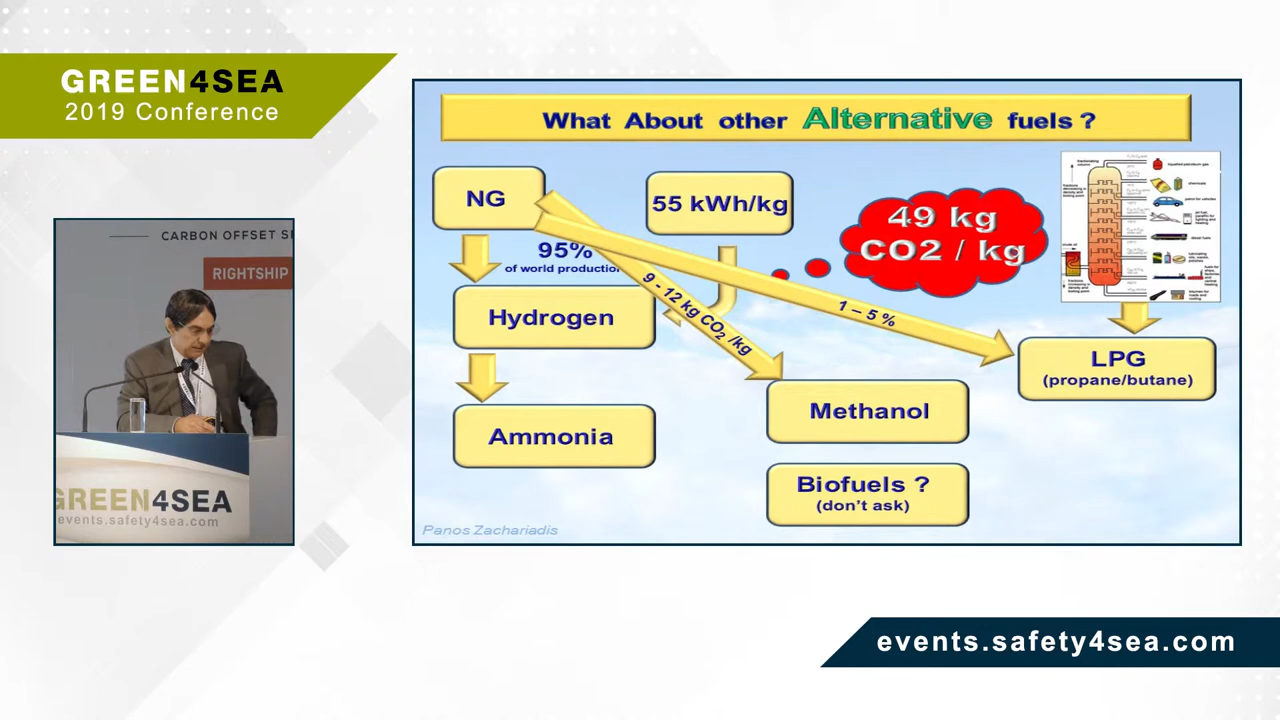 GREEN4SEA
2019 Conference
CARBON OFFSET
RIGHTSHIP
GREEN4SEA
events.safety4sea.com
What About other Alternative fuels ?
NG
55 kWh/kg
49 kg
CO2 / kg
95%
of world productio
9 - 12 kg CO2 /kg
1 – 5 %
Hydrogen
LPG
(propane/butane)
Ammonia
Methanol
Biofuels ?
(don't ask)
Panos Zachariadis
events.safety4sea.com